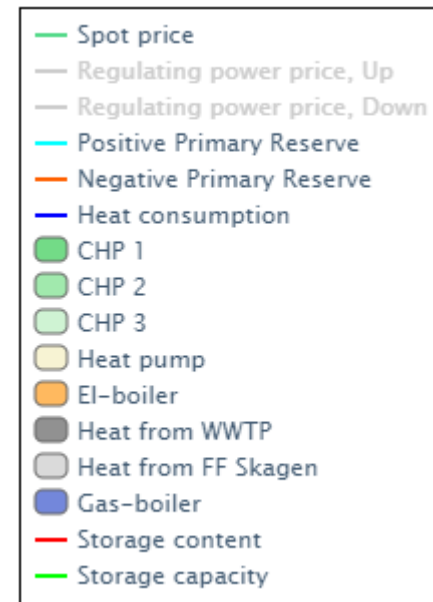 Spot price
Regulating power price, Up
Regulating power price, Down
Positive Primary Reserve
Negative Primary Reserve
Heat consumption
CHP 1
CHP 2
CHP 3
Heat pump
El-boiler
Heat from WWTP
Heat from FF Skagen
Gas-boiler
Storage content
Storage capacity